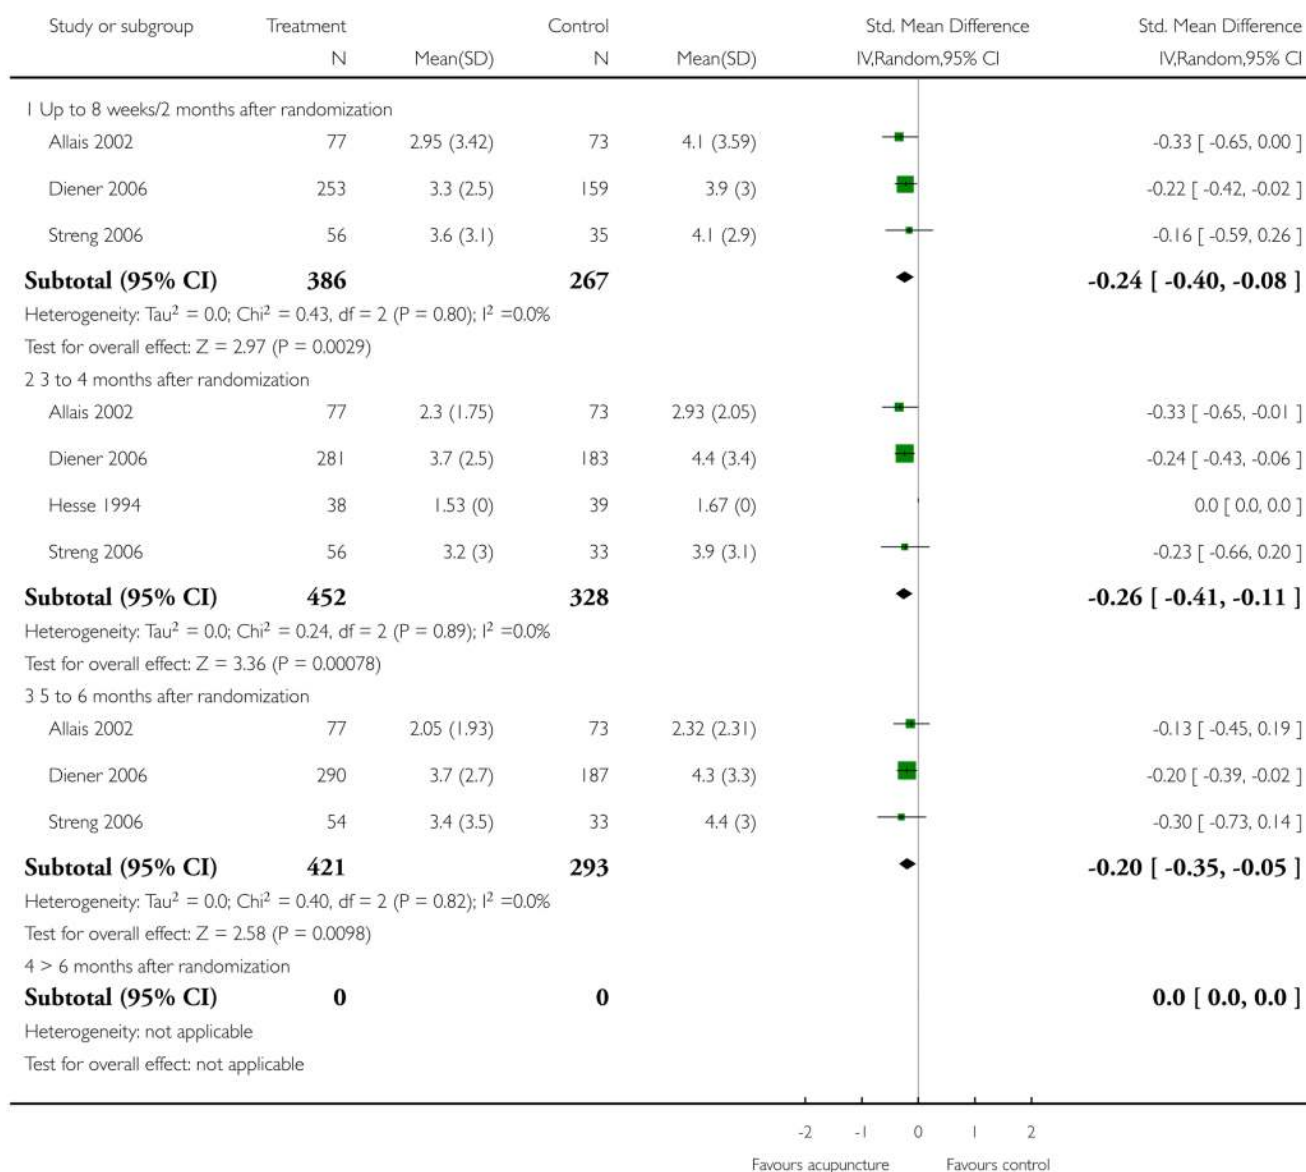 Study or subgroup Treatment Control Std. Mean Difference Std. Mean Difference
N Mean(SD) N Mean(SD) IV,Random,95% CI IV,Random,95% CI
1 Up to 8 weeks/2 months after randomization
Allais 2002 77 2.95 (3.42) 73 4.1 (3.59) -0.33 [ -0.65, 0.00 ]
Diener 2006 253 3.3 (2.5) 159 3.9 (3) -0.22 [ -0.42, -0.02 ]
Streng 2006 56 3.6 (3.1) 35 4.1 (2.9) -0.16 [ -0.59, 0.26 ]
Subtotal (95% CI) 386 267 -0.24 [ -0.40, -0.08 ]
Heterogeneity: Tau² = 0.0; Chi² = 0.43, df = 2 (P = 0.80); I² =0.0%
Test for overall effect: Z = 2.97 (P = 0.0029)
2 3 to 4 months after randomization
Allais 2002 77 2.3 (1.75) 73 2.93 (2.05) -0.33 [ -0.65, -0.01 ]
Diener 2006 281 3.7 (2.5) 183 4.4 (3.4) -0.24 [ -0.43, -0.06 ]
Hesse 1994 38 1.53 (0) 39 1.67 (0) 0.0 [ 0.0, 0.0 ]
Streng 2006 56 3.2 (3) 33 3.9 (3.1) -0.23 [ -0.66, 0.20 ]
Subtotal (95% CI) 452 328 -0.26 [ -0.41, -0.11 ]
Heterogeneity: Tau² = 0.0; Chi² = 0.24, df = 2 (P = 0.89); I² =0.0%
Test for overall effect: Z = 3.36 (P = 0.00078)
3 5 to 6 months after randomization
Allais 2002 77 2.05 (1.93) 73 2.32 (2.31) -0.13 [ -0.45, 0.19 ]
Diener 2006 290 3.7 (2.7) 187 4.3 (3.3) -0.20 [ -0.39, -0.02 ]
Streng 2006 54 3.4 (3.5) 33 4.4 (3) -0.30 [ -0.73, 0.14 ]
Subtotal (95% CI) 421 293 -0.20 [ -0.35, -0.05 ]
Heterogeneity: Tau² = 0.0; Chi² = 0.40, df = 2 (P = 0.82); I² =0.0%
Test for overall effect: Z = 2.58 (P = 0.0098)
4 > 6 months after randomization
Subtotal (95% CI) 0 0 0.0 [ 0.0, 0.0 ]
Heterogeneity: not applicable
Test for overall effect: not applicable
-2 -1 0 1 2
Favours acupuncture Favours control